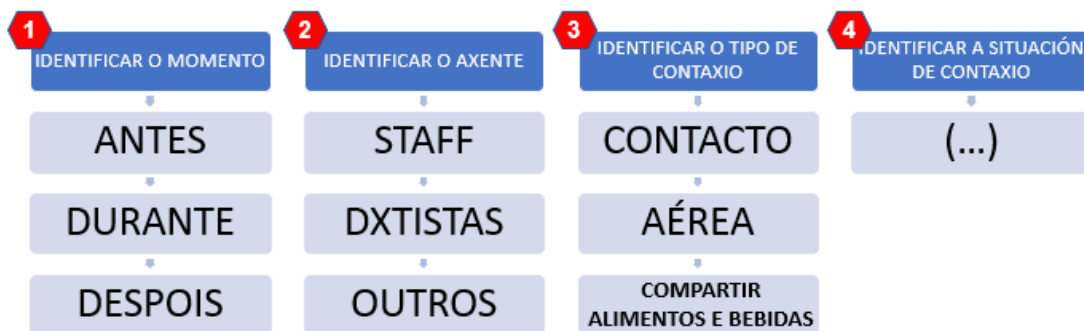 1
IDENTIFICAR O MOMENTO
ANTES
DURANTE
DESPOIS
2
IDENTIFICAR O AXENTE
STAFF
DXTISTAS
OUTROS
3
IDENTIFICAR O TIPO DE
CONTAXIO
CONTACTO
AÉREA
COMPARTIR
ALIMENTOS E BEBIDAS
4
IDENTIFICAR A SITUACIÓN
DE CONTAXIO
(...)